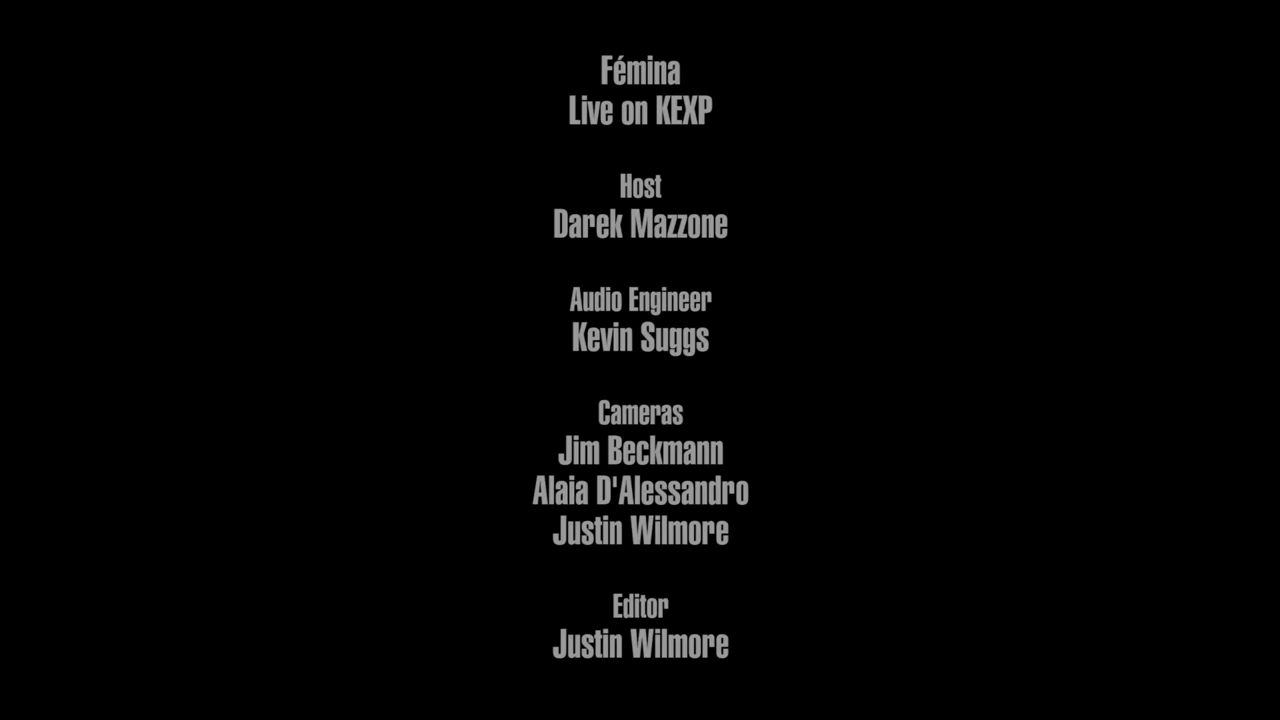 Fémina
Live on KEXP
Host
Darek Mazzone
Audio Engineer
Kevin Suggs
Cameras
Jim Beckmann
Alaia D'Alessandro
Justin Wilmore
Editor
Justin Wilmore